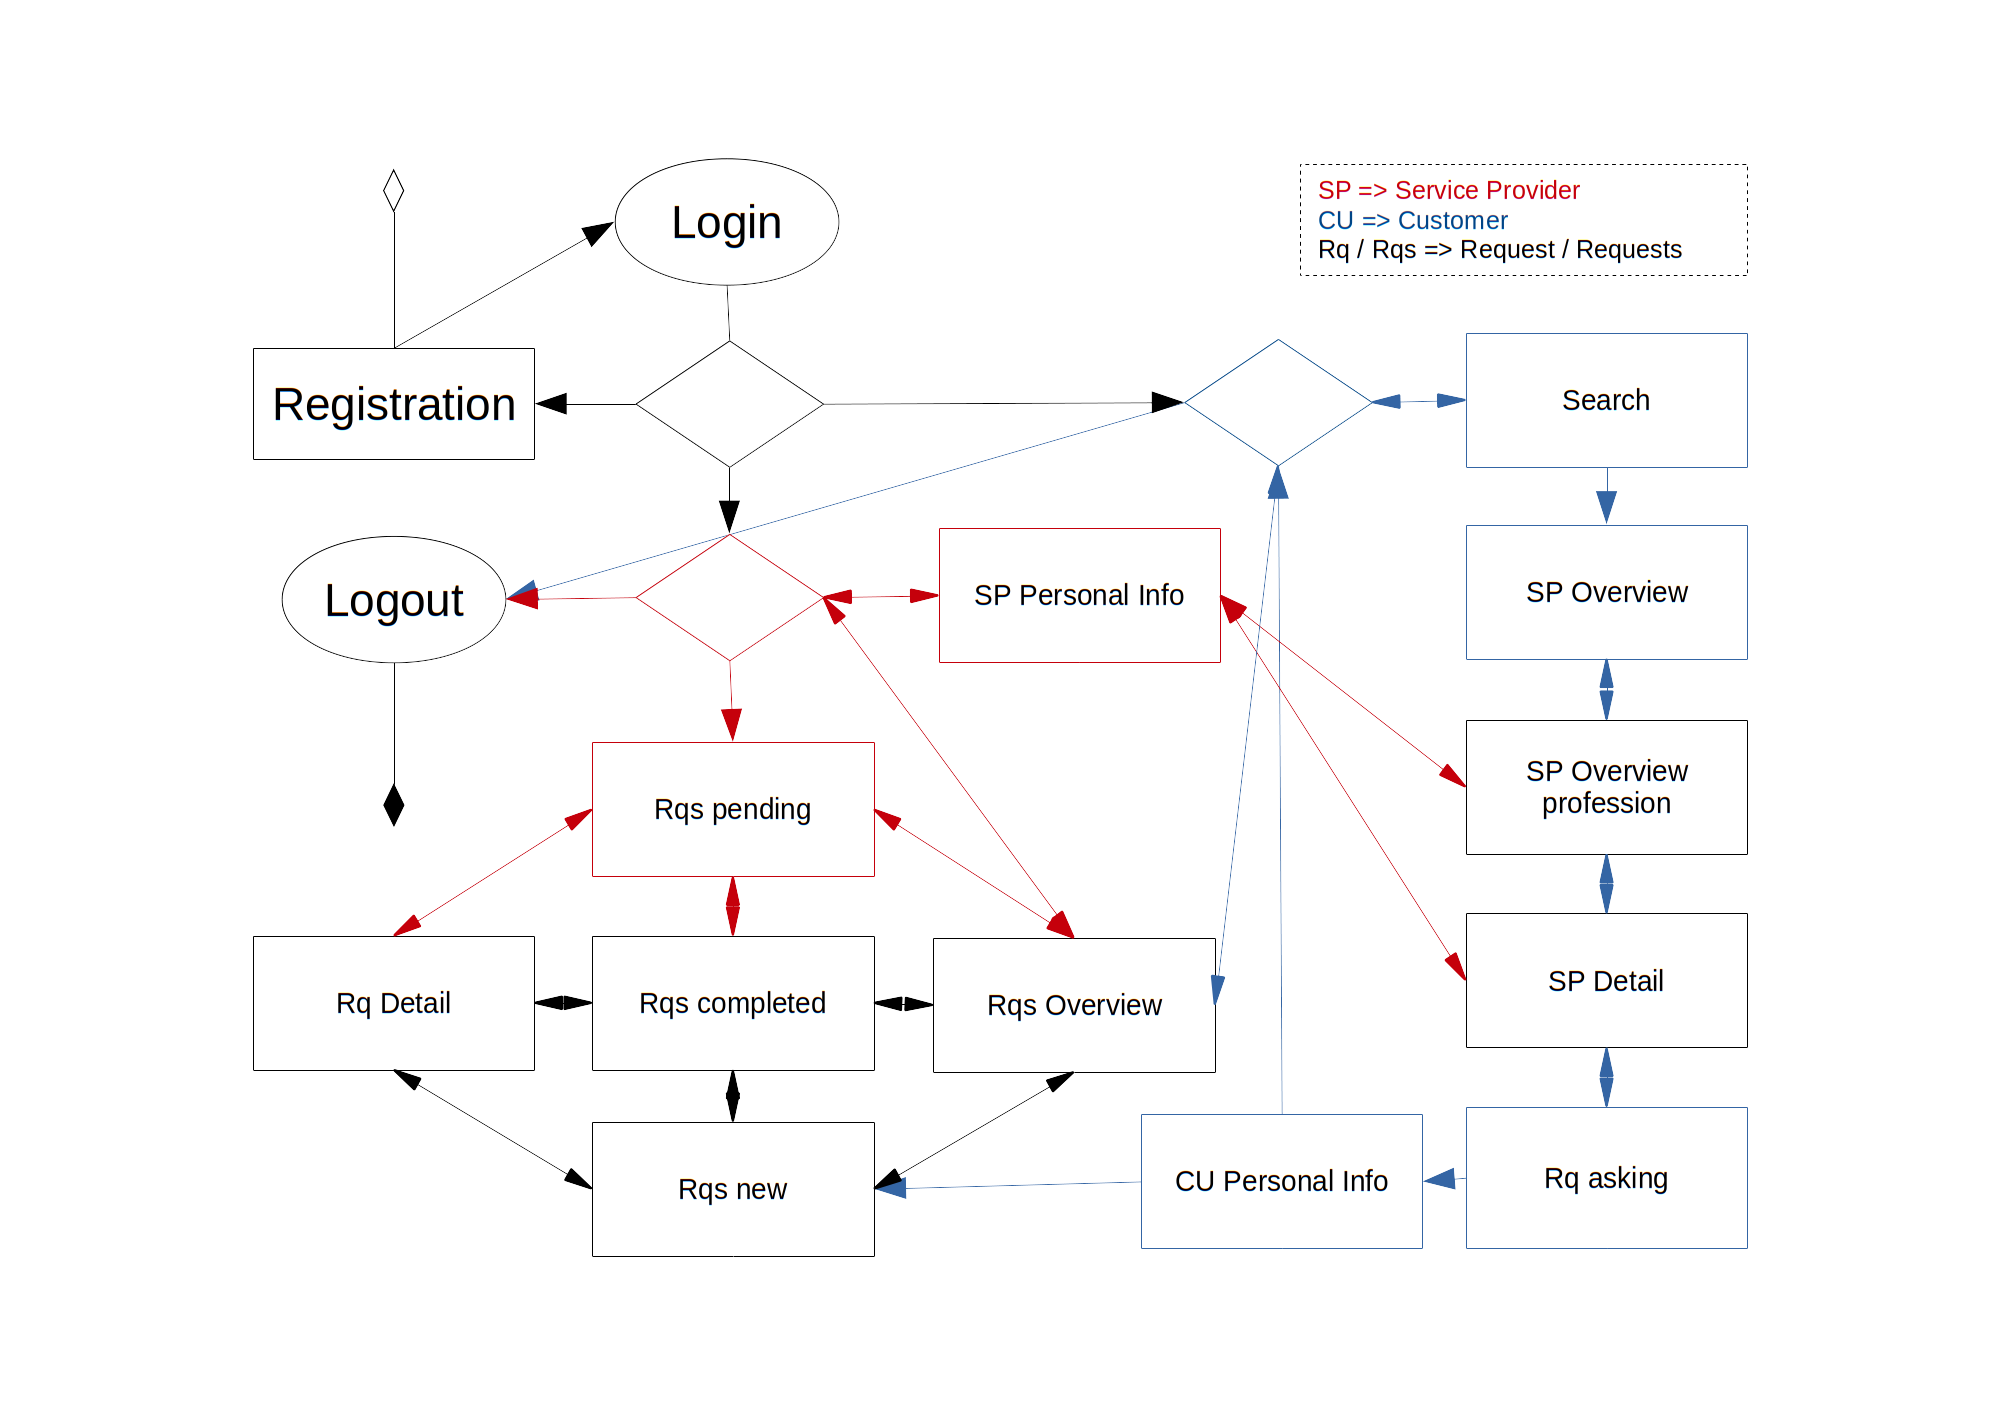 Login
SP => Service Provider
CU => Customer
Rq / Rqs => Request / Requests
Registration
Search
Logout
SP Personal Info
SP Overview
Rqs pending
SP Overview
profession
Rq Detail
Rqs completed
Rqs Overview
SP Detail
Rqs new
CU Personal Info
Rq asking